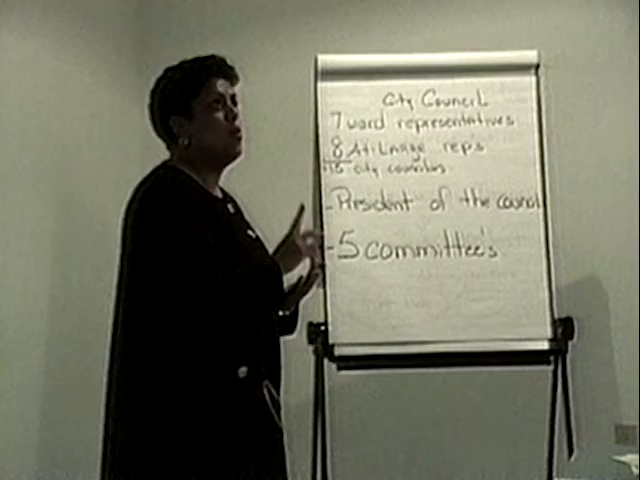 City Council
7 ward representatives
8 At-Large reps
15 city councilors
- President of the council
- 5 committee's